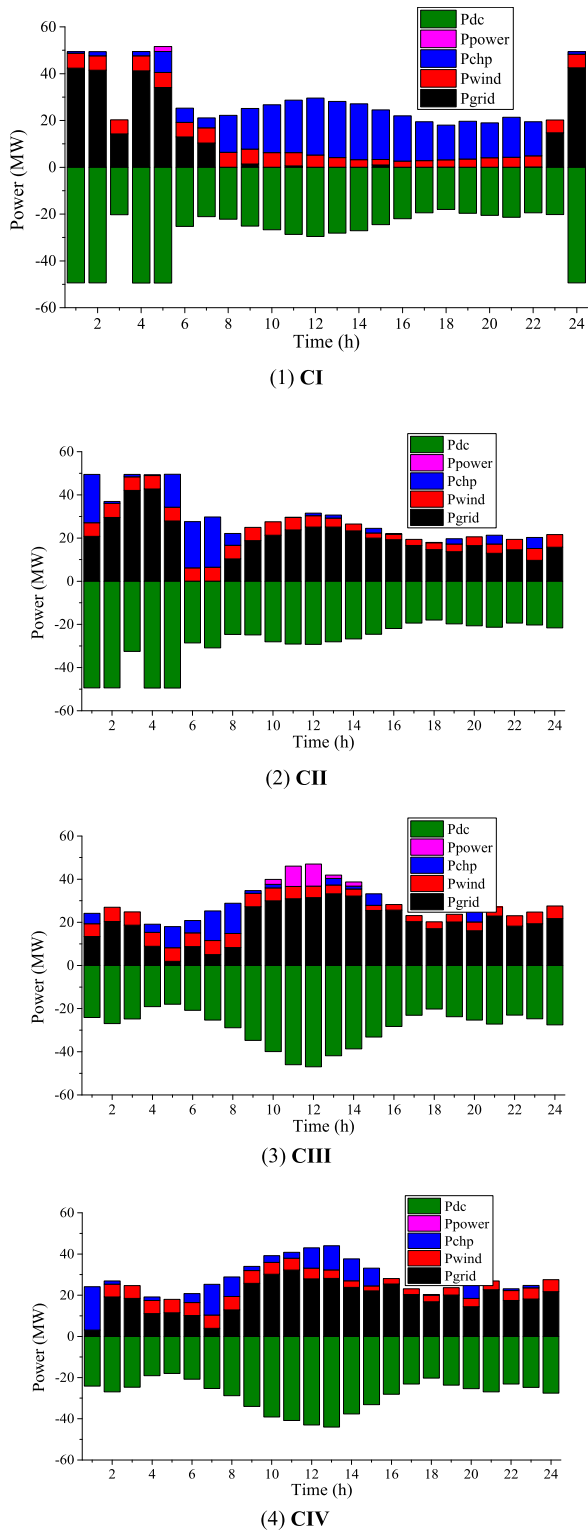 60
40
20
0
-20
-40
-60
Power (MW)
Pdc
Ppower
Pchp
Pwind
Pgrid
2 4 6 8 10 12 14 16 18 20 22 24
Time (h)
(1) CI
60
40
20
0
-20
-40
-60
Power (MW)
Pdc
Ppower
Pchp
Pwind
Pgrid
2 4 6 8 10 12 14 16 18 20 22 24
Time (h)
(2) CII
60
40
20
0
-20
-40
-60
Power (MW)
Pdc
Ppower
Pchp
Pwind
Pgrid
2 4 6 8 10 12 14 16 18 20 22 24
Time (h)
(3) CIII
60
40
20
0
-20
-40
-60
Power (MW)
Pdc
Ppower
Pchp
Pwind
Pgrid
2 4 6 8 10 12 14 16 18 20 22 24
Time (h)
(4) CIV